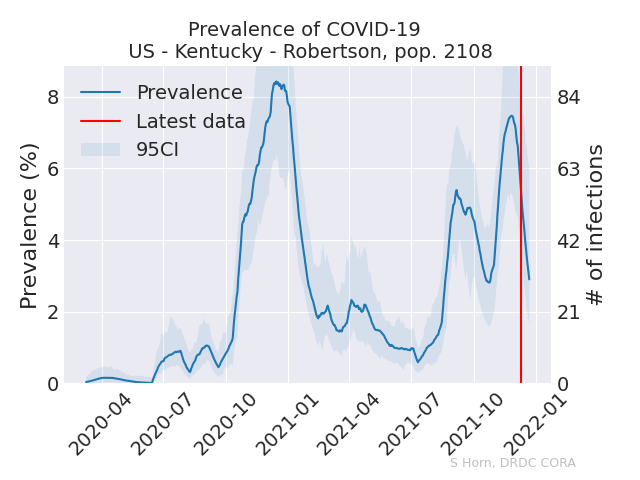 Prevalence of COVID-19
US - Kentucky - Robertson, pop. 2108
Prevalence
Latest data
95CI
Prevalence (%)
8
6
4
2
0
84
63
42
21
0
# of infections
2020-04
2020-07
2020-10
2021-01
2021-04
2021-07
2021-10
2022-01
S Horn, DRDC CORA